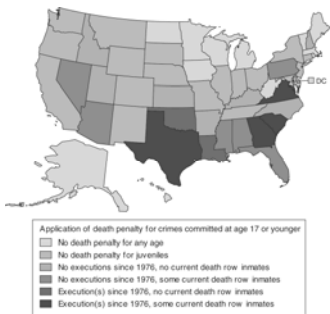 DC
Application of death penalty for crimes committed at age 17 or younger
No death penalty for any age
No death penalty for juveniles
No executions since 1976, no current death row inmates
No executions since 1976, some current death row inmates
Execution(s) since 1976, no current death row inmates
Execution(s) since 1976, some current death row inmates